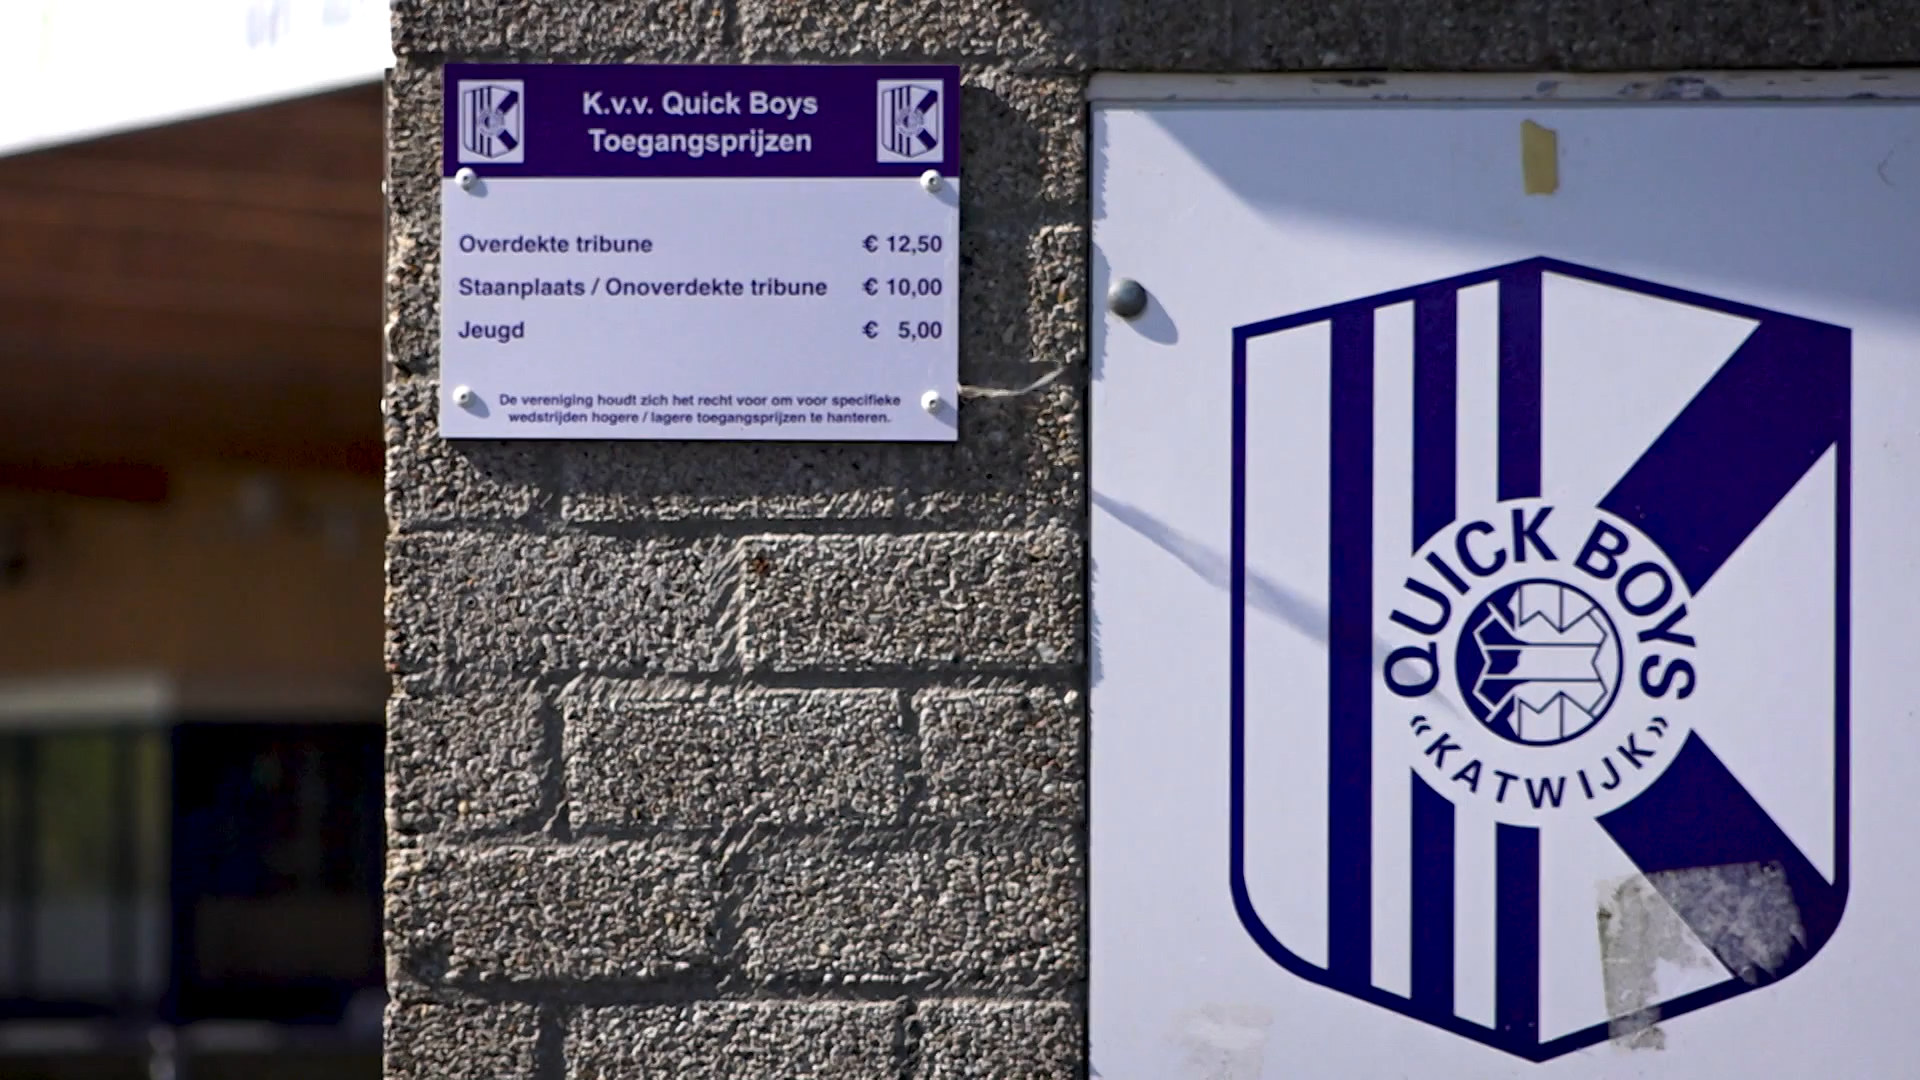 K.v.v. Quick Boys
Toegangsprijzen
Overdekte tribune € 12,50
Staanplaats / Onoverdekte tribune € 10,00
Jeugd € 5,00
De vereniging houdt zich het recht voor om voor specifieke
wedstrijden hogere / lagere toegangsprijzen te hanteren.
QUICK BOYS
«KATWIJK»